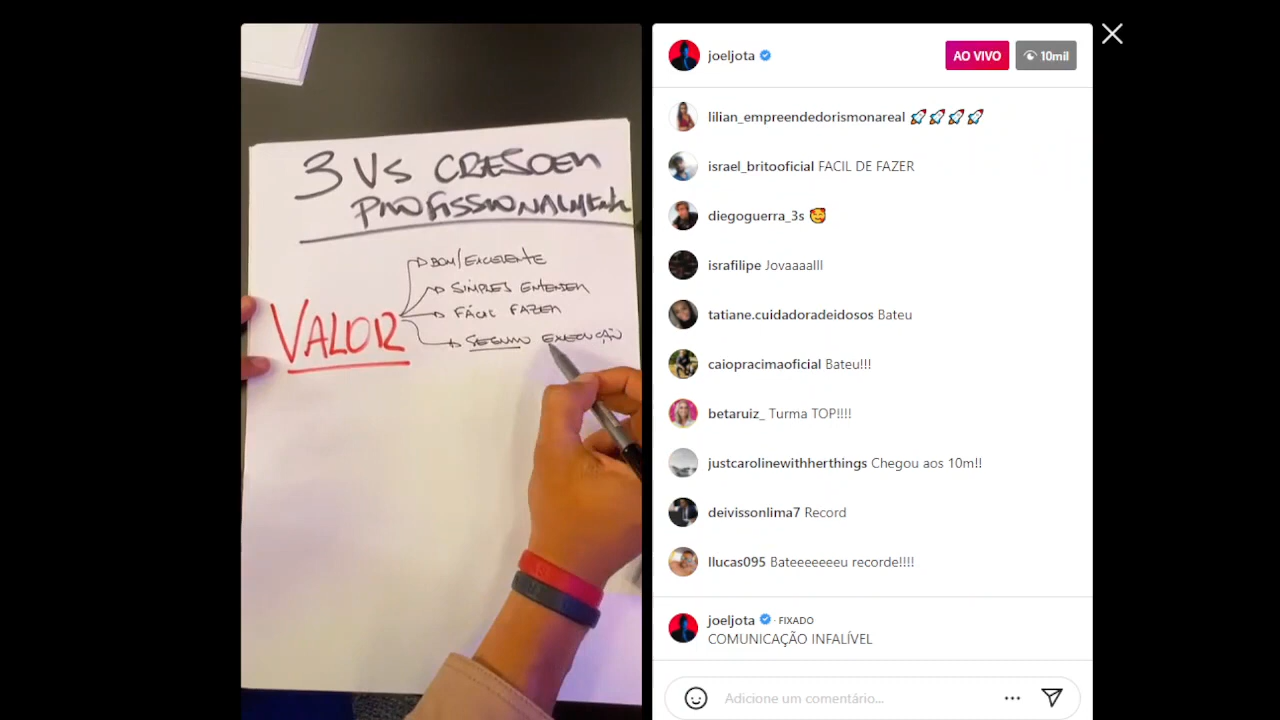 3 VS CRESCER
PROFISSIONALMENTE
BOM/EXCELENTE
SIMPLES ENTENDER
FÁCIL FAZER
SEGURO EXECUÇÃO
VALOR
joeljota
AO VIVO
10mil
lilian_empreendedorismonareal 🚀🚀🚀🚀
israel_britooficial FACIL DE FAZER
diegoguerra_3s 🥰
israfilipe Jovaaaalll
tatiane.cuidadoradeidosos Bateu
caiopracimaoficial Bateu!!!
betaruiz_ Turma TOP!!!!
justcarolinewithherthings Chegou aos 10m!!
deivissonlima7 Record
llucas095 Bateeeeeeeu recorde!!!!
joeljota · FIXADO
COMUNICAÇÃO INFALÍVEL
Adicione um comentário...